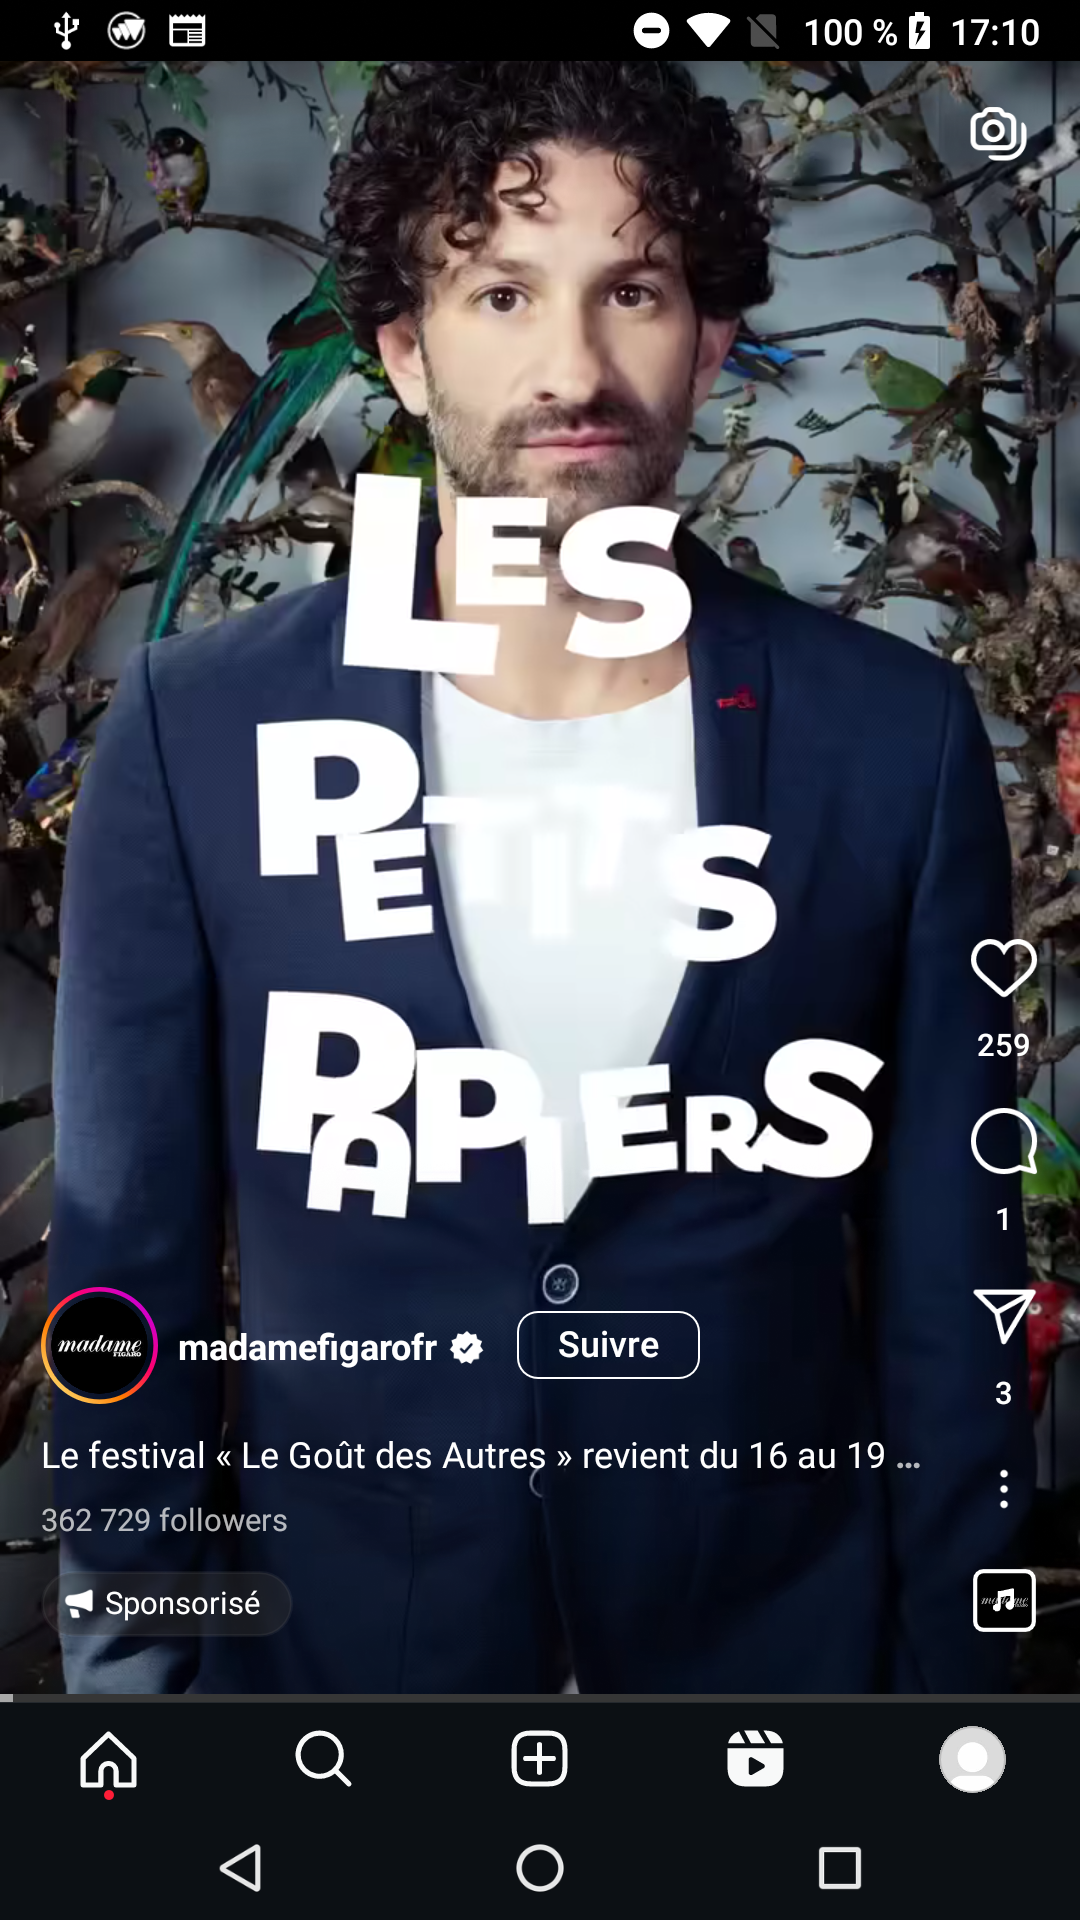 100 % 17:10
LES
PETITS
PAPIERS
259
1
madame
FIGARO
madamefigarofr
Suivre
3
Le festival « Le Goût des Autres » revient du 16 au 19 ...
362 729 followers
Sponsorisé